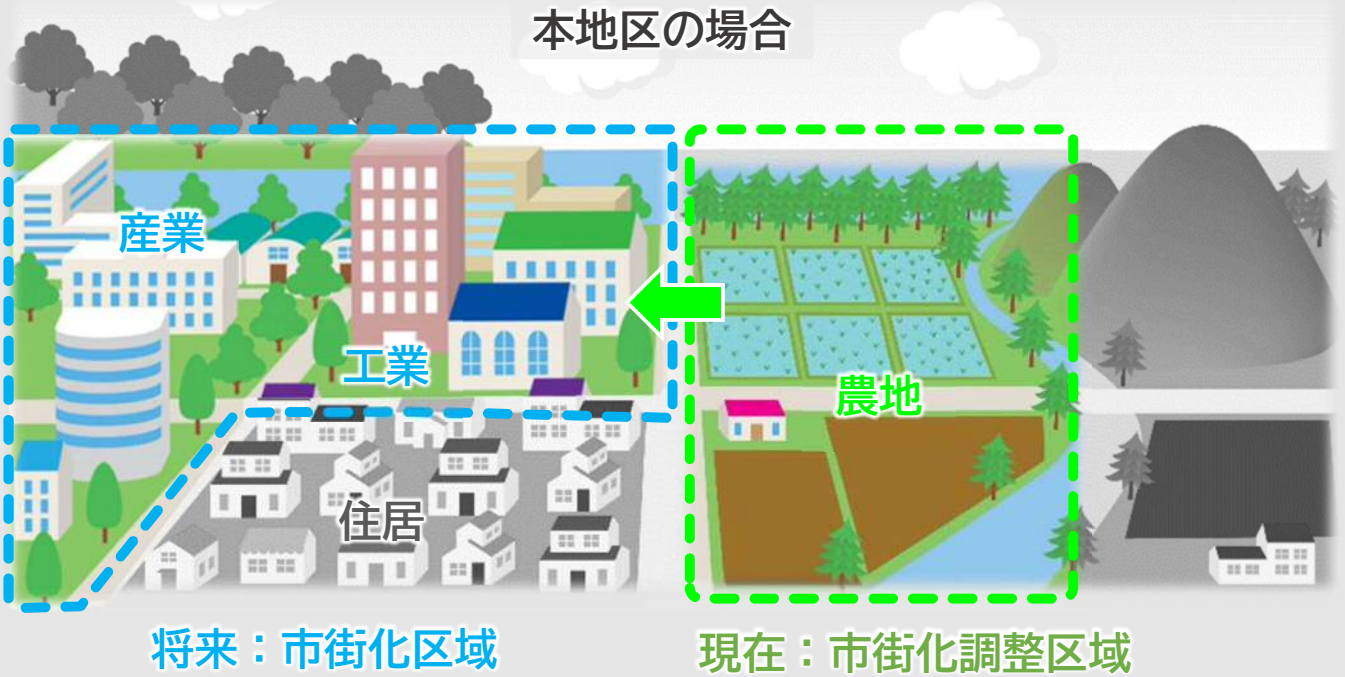 本地区の場合
産業
工業
農地
住居
将来：市街化区域
現在：市街化調整区域